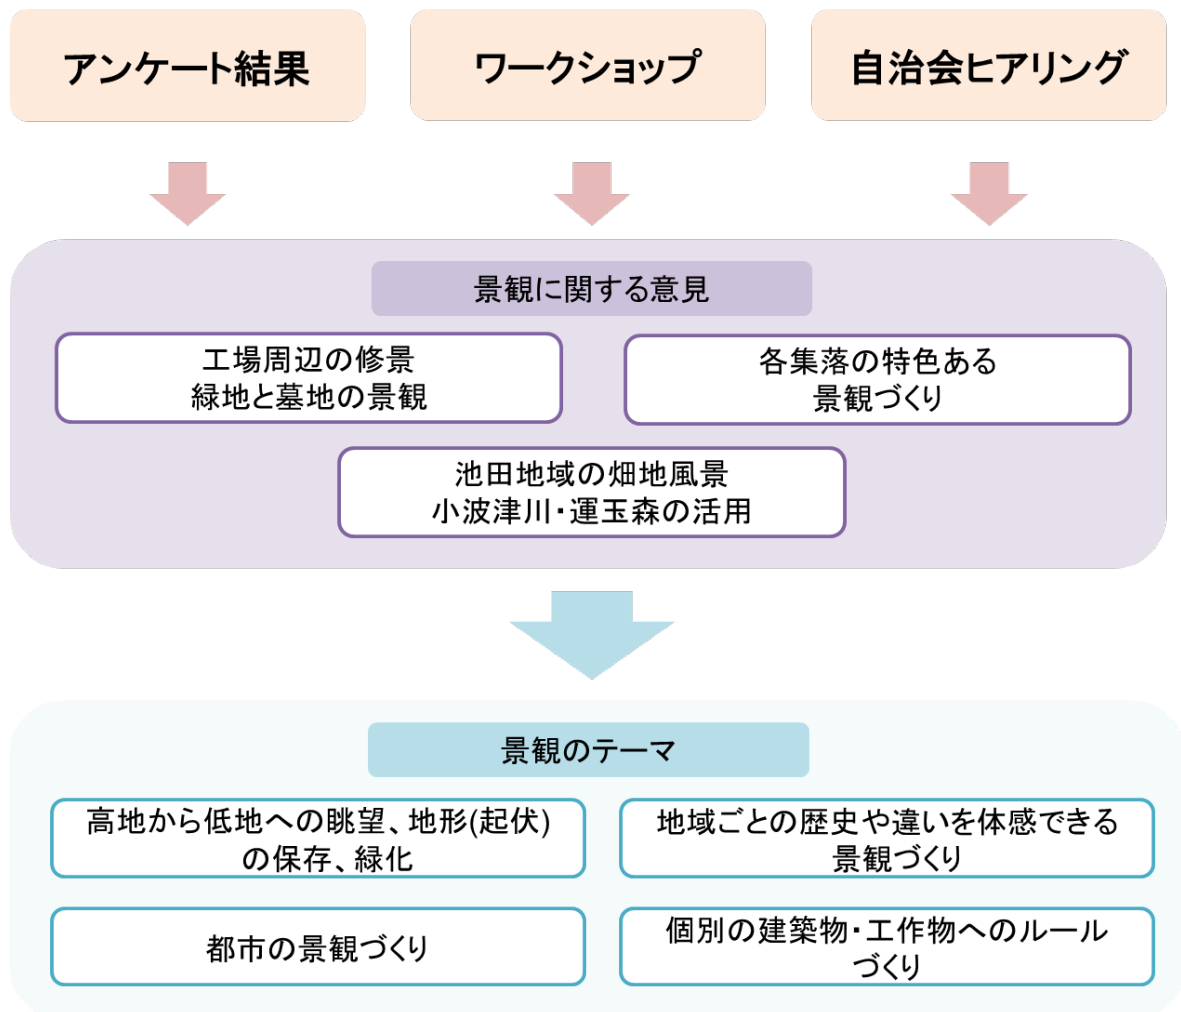 アンケート結果
ワークショップ
自治会ヒアリング
景観に関する意見
工場周辺の修景
緑地と墓地の景観
各集落の特色ある
景観づくり
池田地域の畑地風景
小波津川・運玉森の活用
景観のテーマ
高地から低地への眺望、地形(起伏)
の保存、緑化
地域ごとの歴史や違いを体感できる
景観づくり
都市の景観づくり
個別の建築物・工作物へのルール
づくり